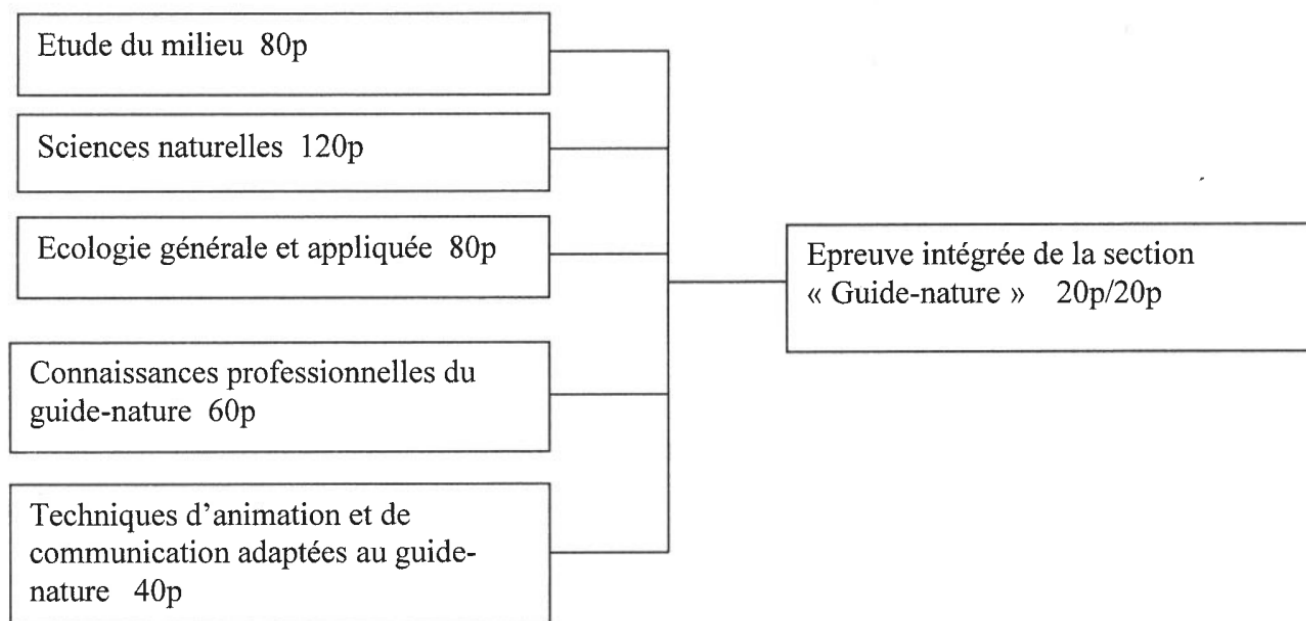 Etude du milieu 80p
Sciences naturelles 120p
Ecologie générale et appliquée 80p
Epreuve intégrée de la section
« Guide-nature » 20p/20p
Connaissances professionnelles du
guide-nature 60p
Techniques d'animation et de
communication adaptées au guide-
nature 40p